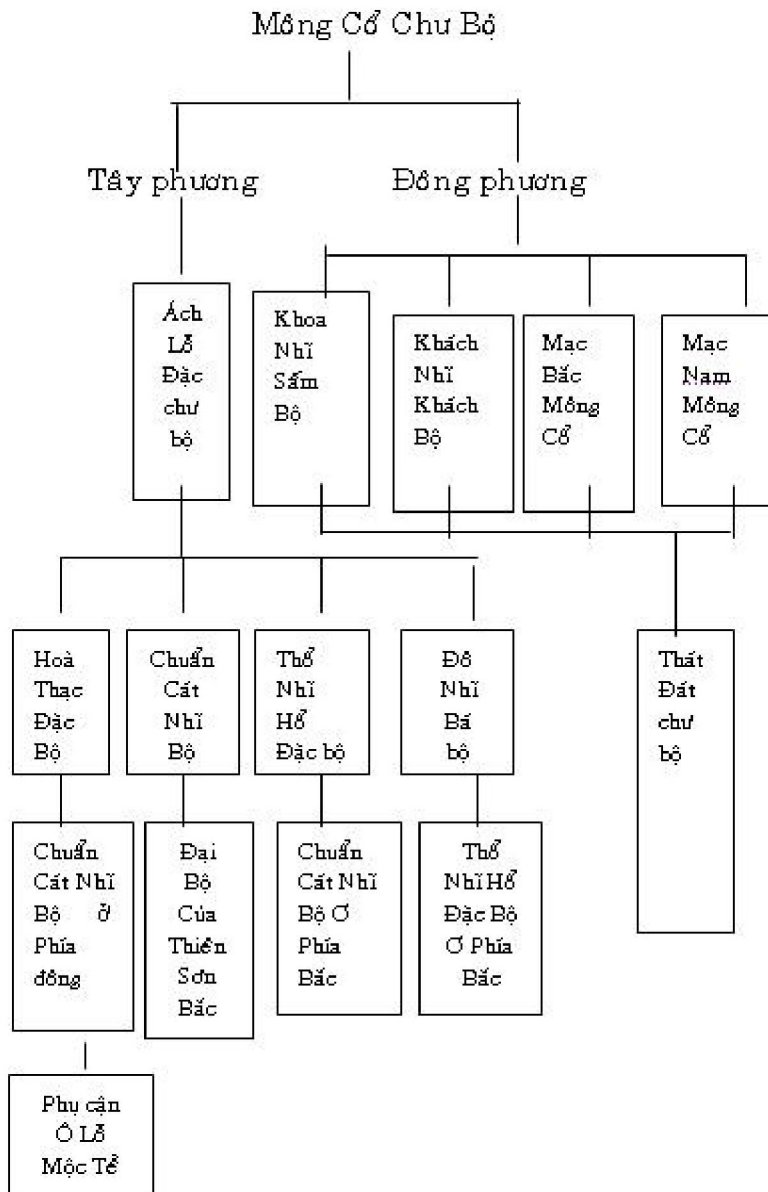 Mông Cổ Chư Bộ
Tây phương
Đông phương
Ách
Lỗ
Đặc
chư
bộ
Khoa
Nhĩ
Sấm
Bộ
Khách
Nhĩ
Khách
Bộ
Mạc
Bắc
Mông
Cổ
Mạc
Nam
Mông
Cổ
Hoà
Thạc
Đặc
Bộ
Chuẩn
Cát
Nhĩ
Bộ
Thổ
Nhĩ
Hổ
Đặc bộ
Đỗ
Nhĩ
Bá
bộ
Thất
Đất
chư
bộ
Chuẩn
Cát Nhĩ
Bộ ở
Phía
đông
Đại
Bộ
Của
Thiên
Sơn
Bắc
Chuẩn
Cát Nhĩ
Bộ Ơ
Phía
Bắc
Thổ
Nhĩ Hổ
Đặc Bộ
Ơ Phía
Bắc
Phụ cận
Ô Lỗ
Mộc Tề